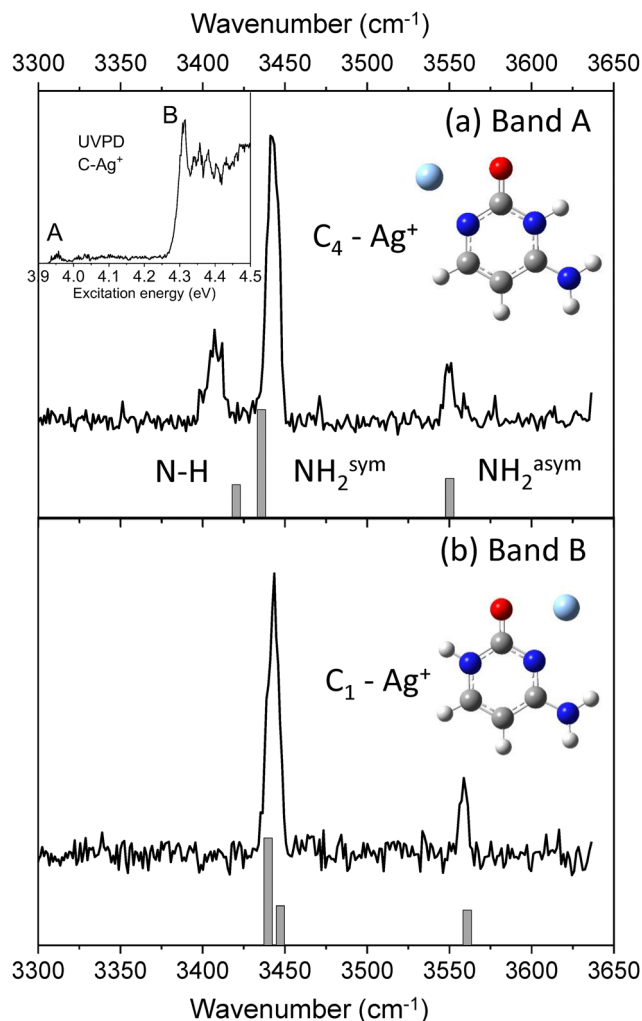 Wavenumber (cm⁻¹)
3300 3350 3400 3450 3500 3550 3600 3650
(a) Band A
B
UVPD
C-Ag⁺
A
3.9 4.0 4.1 4.2 4.3 4.4 4.5
Excitation energy (eV)
C₄ - Ag⁺
N-H NH₂ˢʸᵐ NH₂ᵃˢʸᵐ
(b) Band B
C₁ - Ag⁺
3300 3350 3400 3450 3500 3550 3600 3650
Wavenumber (cm⁻¹)